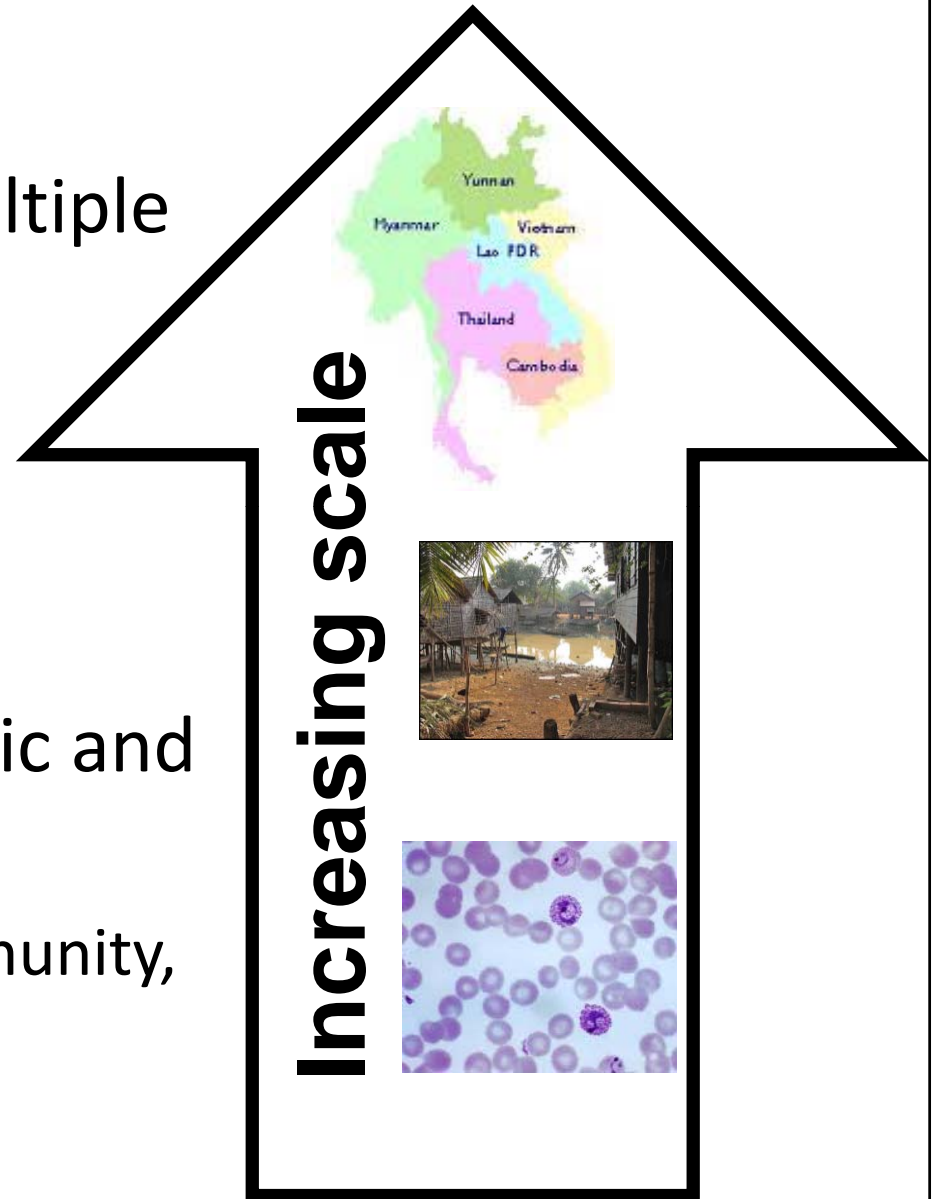 ltiple
Yunnan
Myanmar
Vietnam
Lao PDR
Thailand
Cambodia
Increasing scale
ic and
nunity,